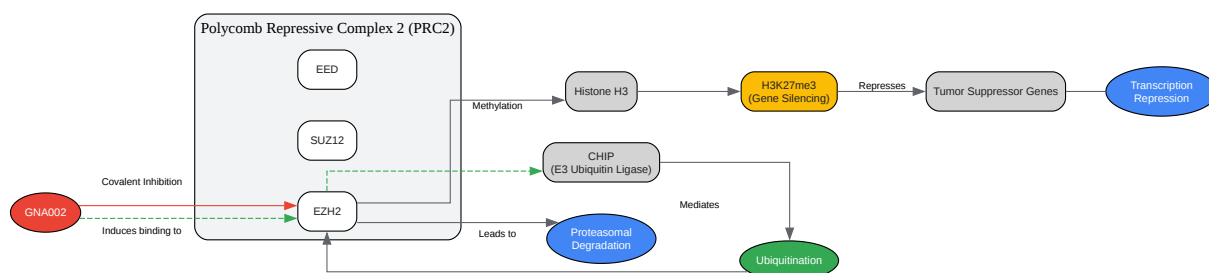 Polycomb Repressive Complex 2 (PRC2)
EED
SUZ12
EZH2
GNA002
Covalent Inhibition
Induces binding to
Methylation
Histone H3
H3K27me3
(Gene Silencing)
Represses
Tumor Suppressor Genes
Transcription
Repression
CHIP
(E3 Ubiquitin Ligase)
Mediates
Leads to
Proteasomal
Degradation
Ubiquitination